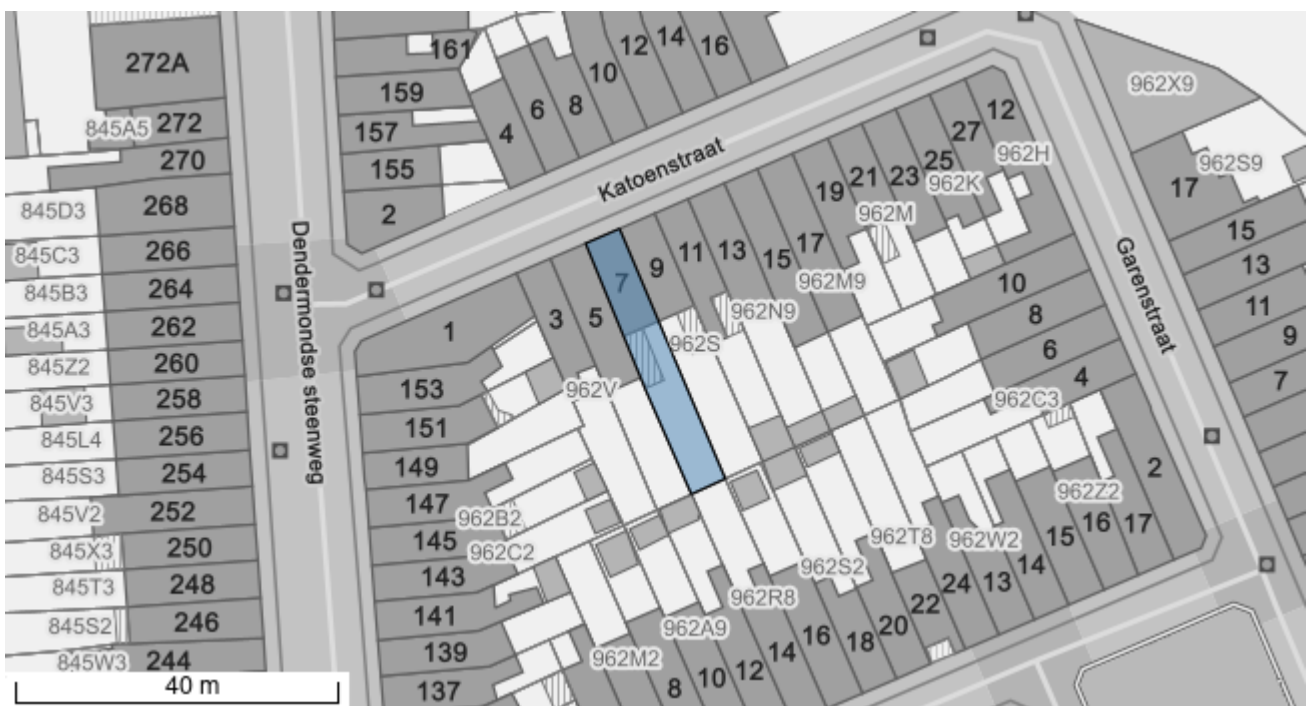 272A
161
12
14
16
10
8
6
4
159
157
155
2
845A5
272
270
845D3
268
845C3
266
845B3
264
845A3
262
845Z2
260
845V3
258
845L4
256
845S3
254
845V2
252
845X3
250
845T3
248
845S2
246
845W3
244
Dendermondse steenweg
Katoenstraat
Garenstraat
962X9
962S9
17
15
13
11
9
7
12
962H
27
25
962K
23
21
962M
19
17
962M9
15
13
962N9
11
962S
9
7
5
3
1
962V
153
151
149
147
962B2
145
962C2
143
141
139
137
10
8
6
4
962C3
2
962Z2
17
16
15
14
962W2
13
24
962T8
22
20
962S2
18
16
962R8
14
12
962A9
10
962M2
8
40 m